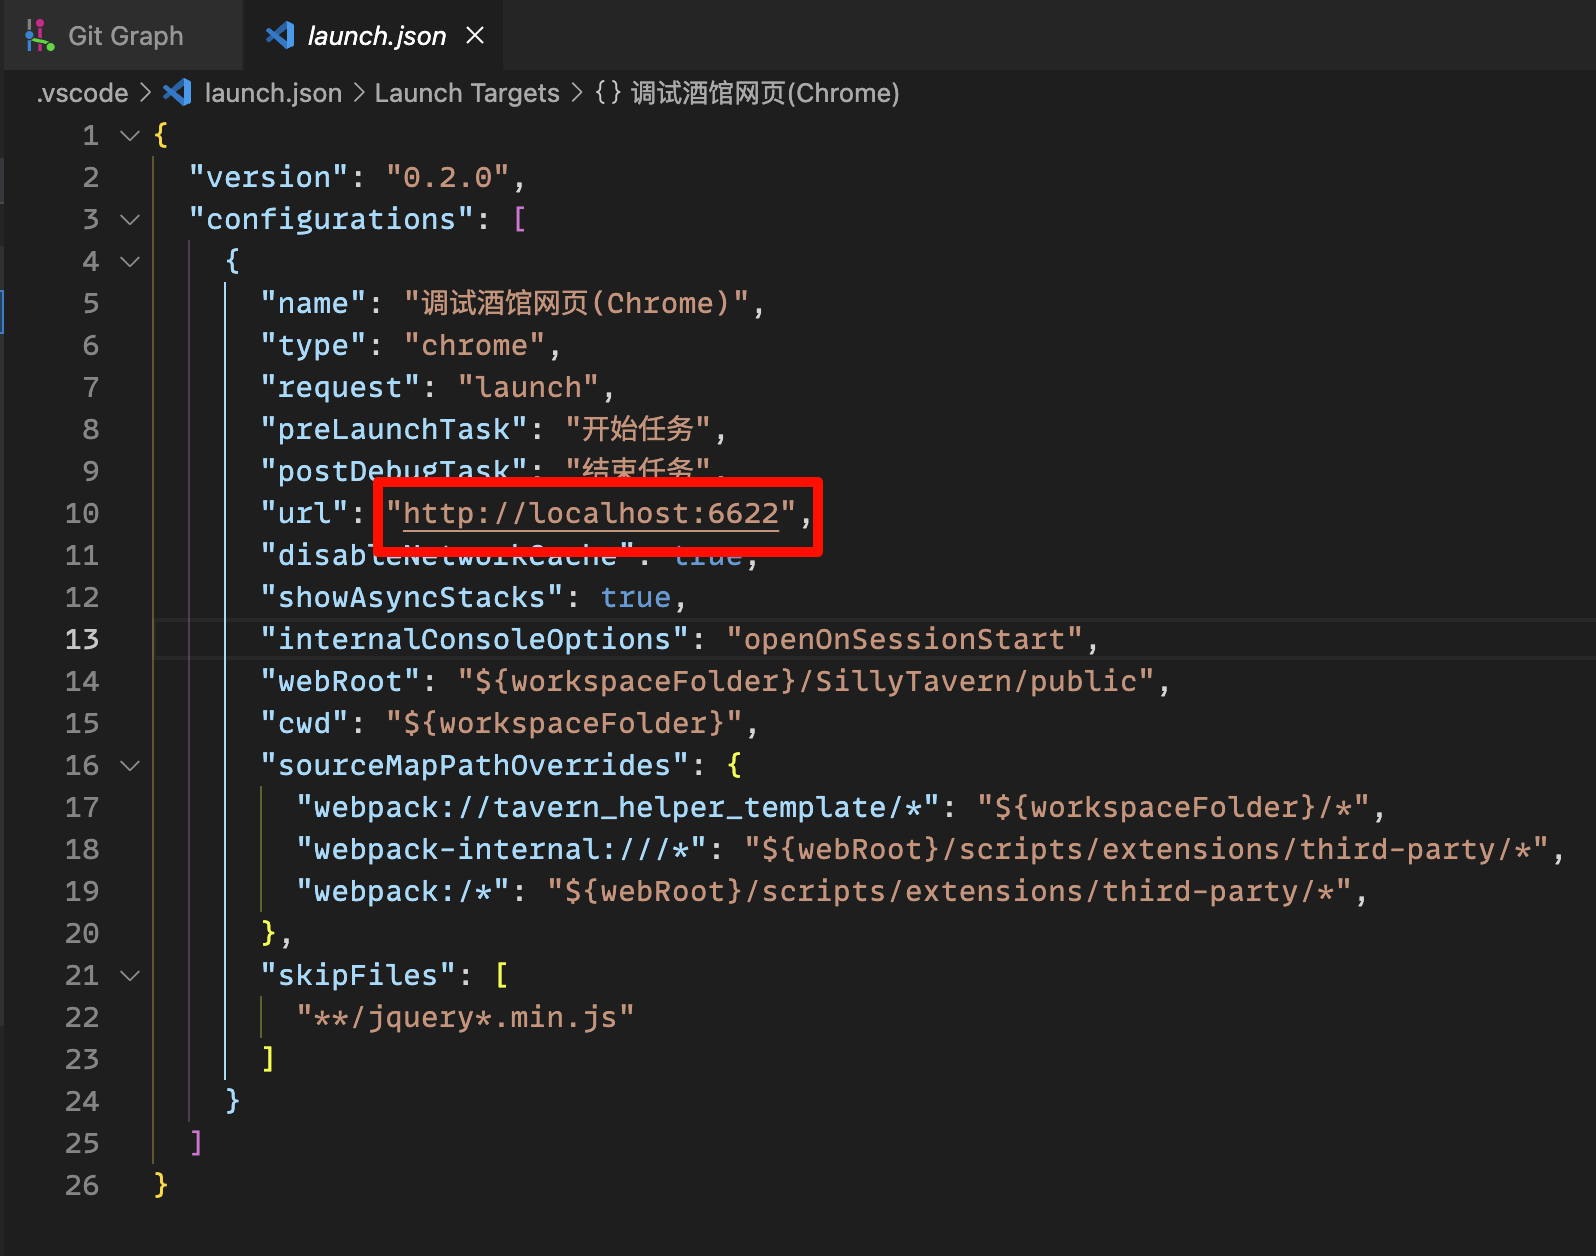 Git Graph
launch.json
.vscode > launch.json > Launch Targets > {} 调试酒馆网页(Chrome)
1 {
2 "version": "0.2.0",
3 "configurations": [
4 {
5 "name": "调试酒馆网页(Chrome)",
6 "type": "chrome",
7 "request": "launch",
8 "preLaunchTask": "开始任务",
9 "postDebugTask": "结束任务",
10 "url": "http://localhost:6622",
11 "disableNetworkCache": true,
12 "showAsyncStacks": true,
13 "internalConsoleOptions": "openOnSessionStart",
14 "webRoot": "${workspaceFolder}/SillyTavern/public",
15 "cwd": "${workspaceFolder}",
16 "sourceMapPathOverrides": {
17 "webpack://tavern_helper_template/*": "${workspaceFolder}/*",
18 "webpack-internal:///*": "${webRoot}/scripts/extensions/third-party/*",
19 "webpack:/*": "${webRoot}/scripts/extensions/third-party/*",
20 },
21 "skipFiles": [
22 "**/jquery*.min.js"
23 ]
24 }
25 ]
26 }